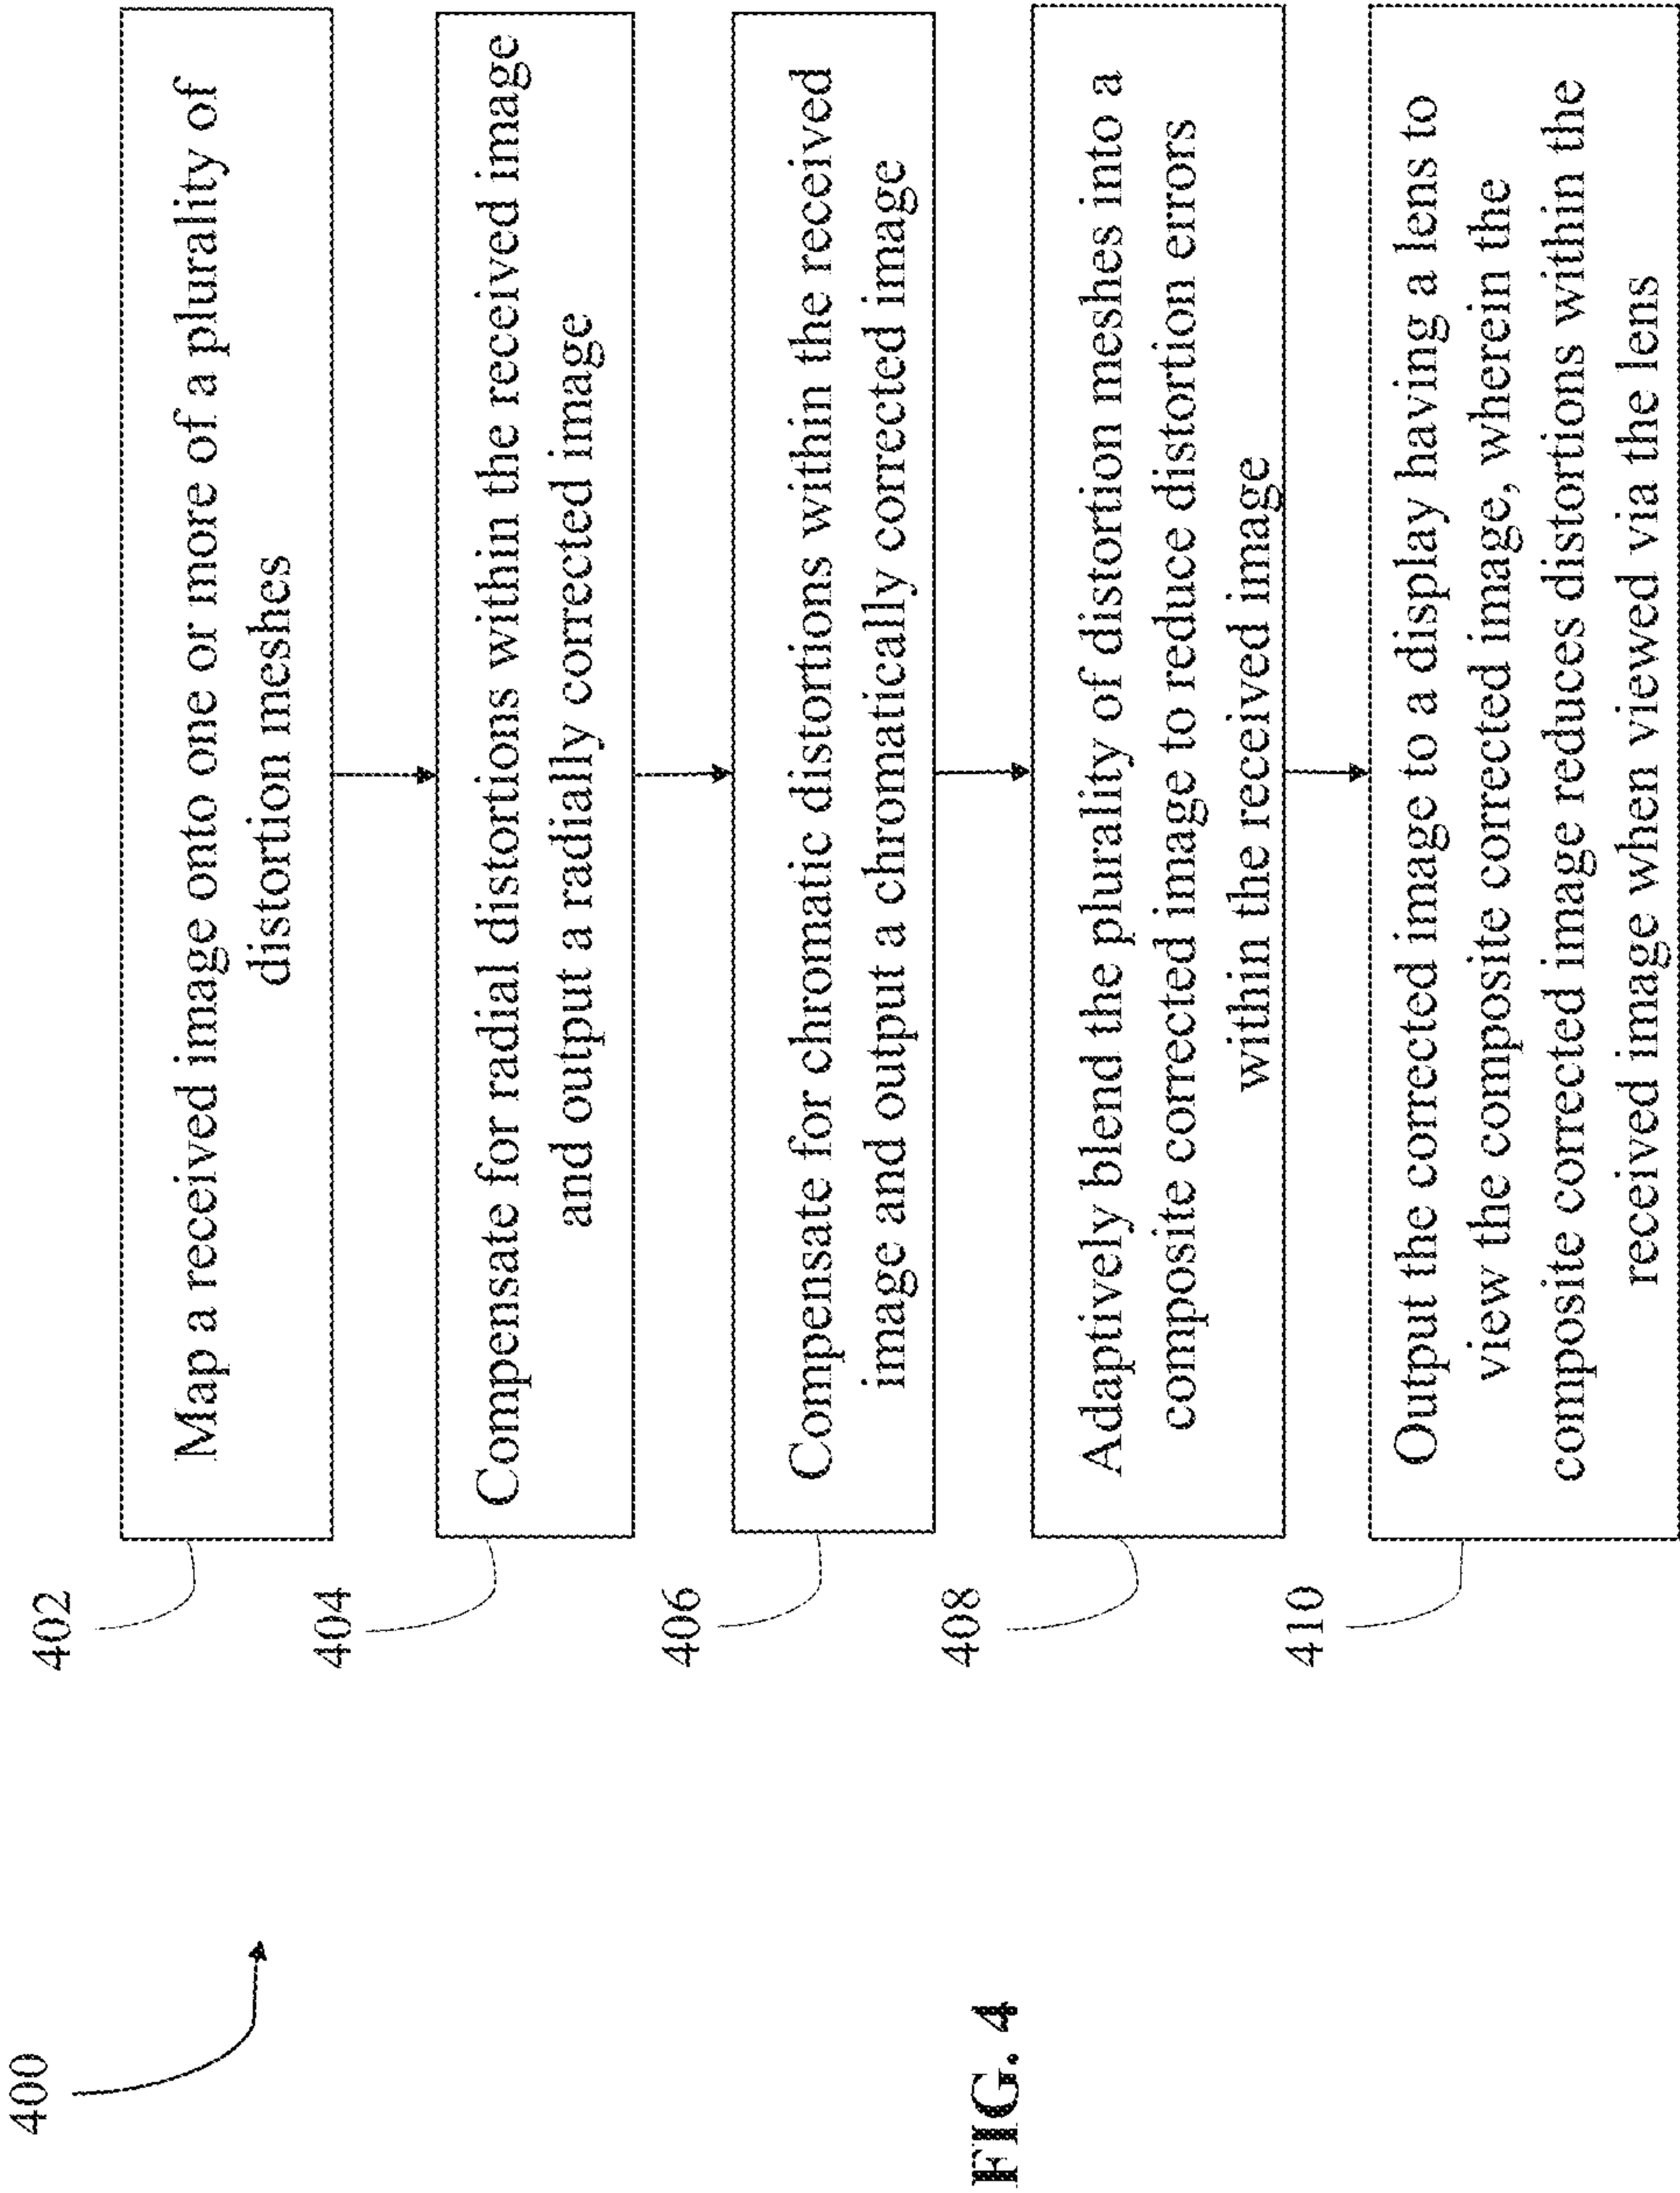 400
402
Map a received image onto one or more of a plurality of
distortion meshes
404
Compensate for radial distortions within the received image
and output a radially corrected image
406
Compensate for chromatic distortions within the received
image and output a chromatically corrected image
408
Adaptively blend the plurality of distortion meshes into a
composite corrected image to reduce distortion errors
within the received image
410
Output the corrected image to a display having a lens to
view the composite corrected image, wherein the
composite corrected image reduces distortions within the
received image when viewed via the lens
FIG. 4